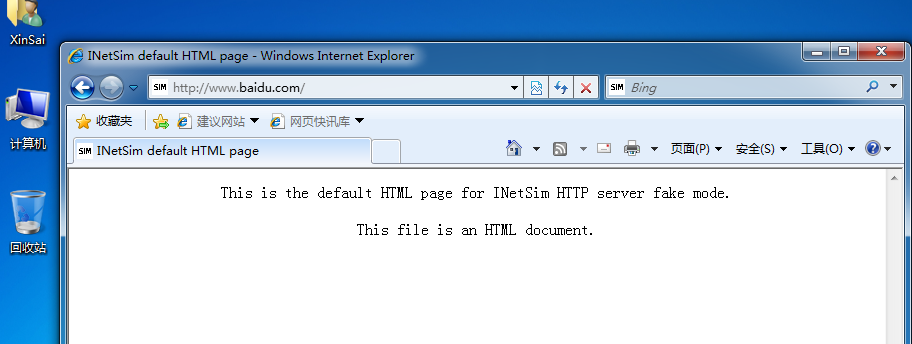 XinSai
INetSim default HTML page - Windows Internet Explorer
SIM http://www.baidu.com/
SIM Bing
收藏夹 建议网站 网页快讯库
SIM INetSim default HTML page
页面(P) 安全(S) 工具(O)
计算机
This is the default HTML page for INetSim HTTP server fake mode.
This file is an HTML document.
回收站